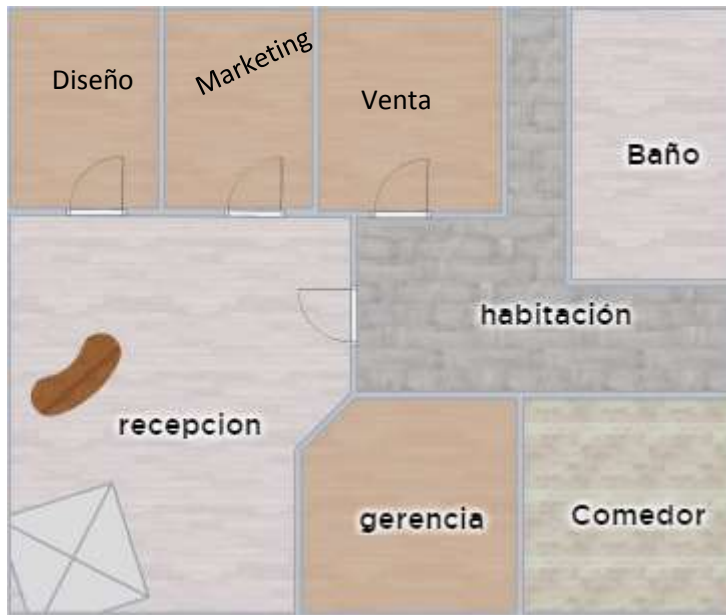 Diseño
Marketing
Venta
Baño
habitación
recepcion
gerencia
Comedor